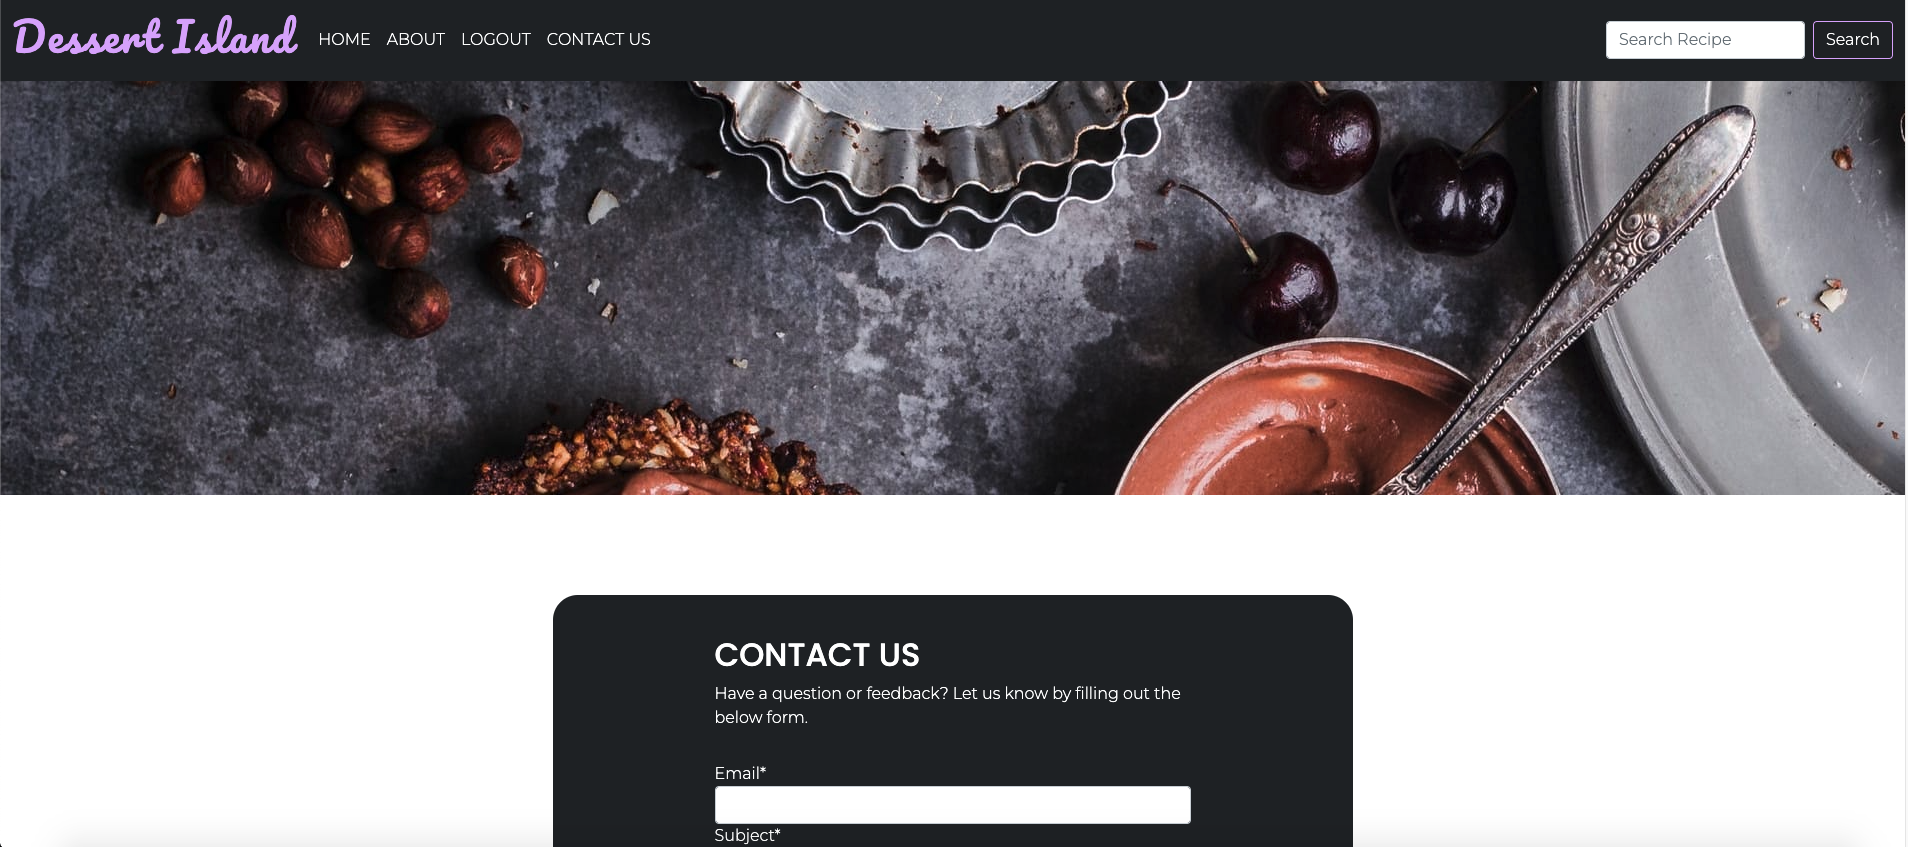 Dessert Island HOME ABOUT LOGOUT CONTACT US Search Recipe Search
CONTACT US
Have a question or feedback? Let us know by filling out the
below form.
Email*
Subject*